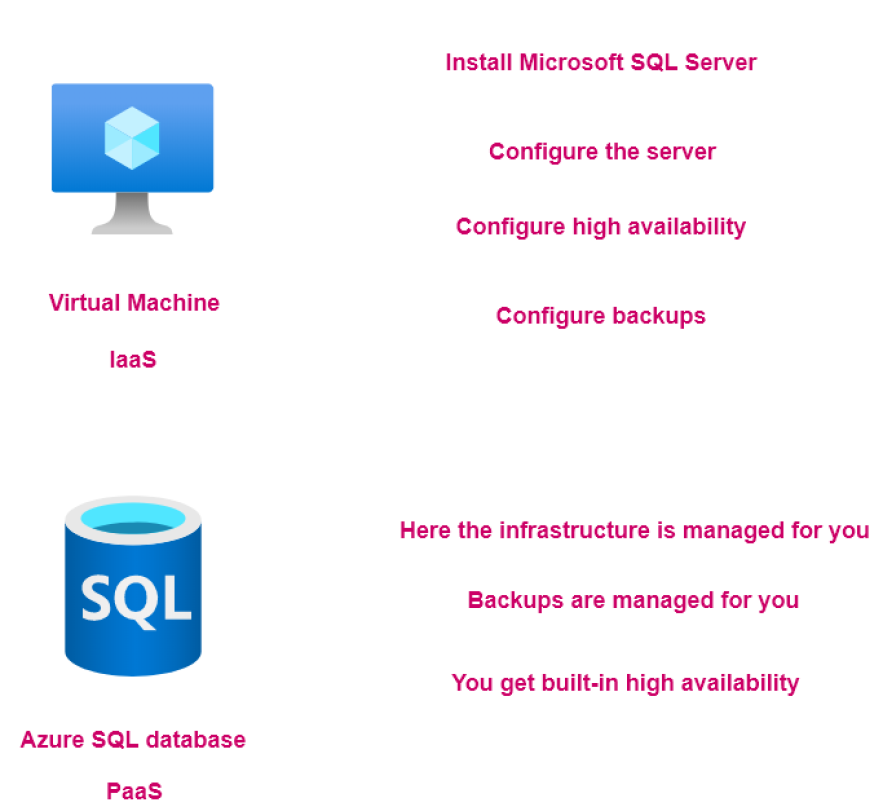 Install Microsoft SQL Server
Configure the server
Configure high availability
Configure backups
Virtual Machine
IaaS
SQL
Here the infrastructure is managed for you
Backups are managed for you
You get built-in high availability
Azure SQL database
PaaS